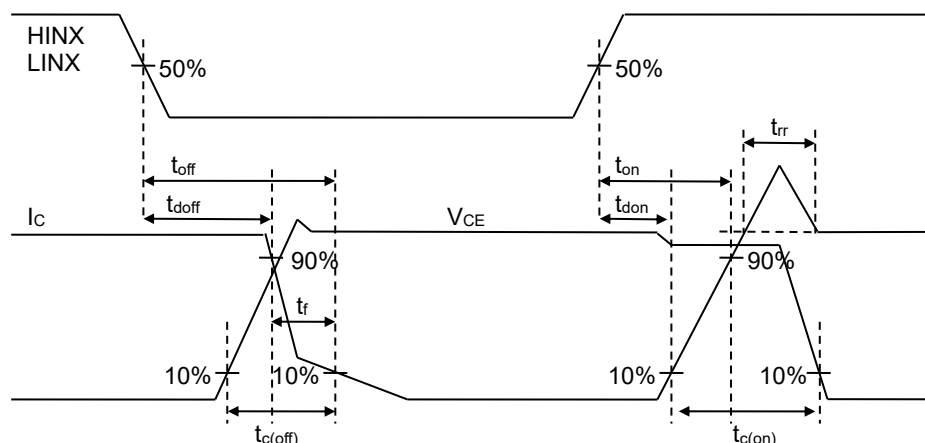 HINX
LINX
50%
50%
trr
toff
ton
tdoff
tdon
IC
VCE
90%
90%
tf
10%
10%
10%
10%
tc(off)
tc(on)